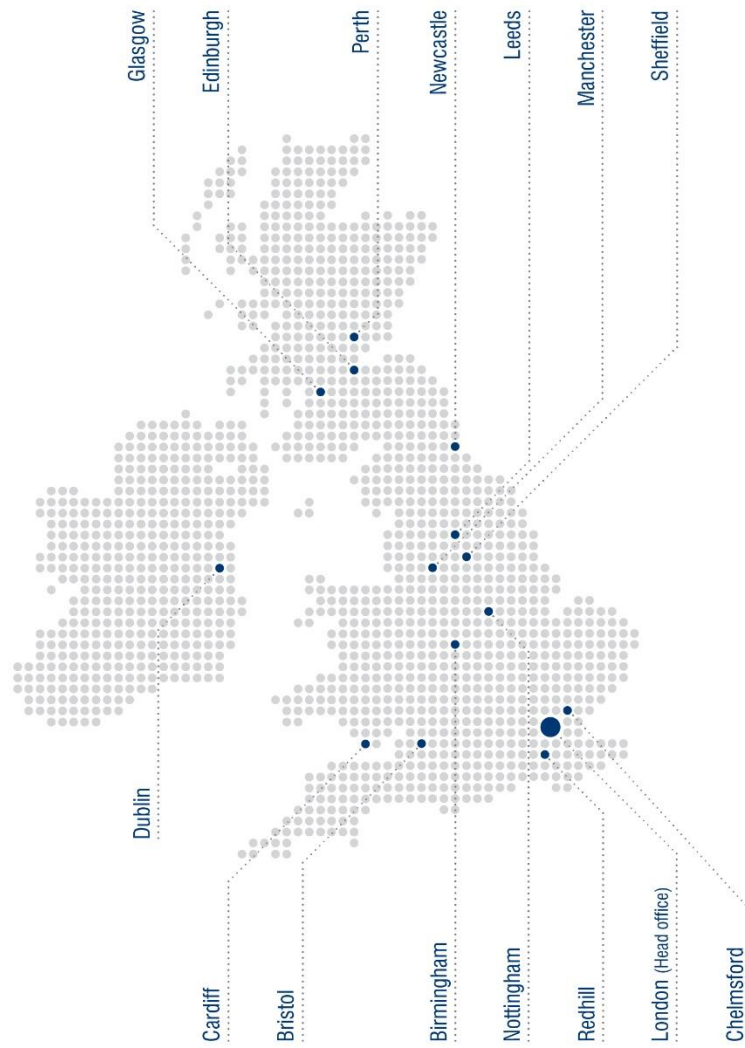 Glasgow
Edinburgh
Perth
Newcastle
Leeds
Manchester
Sheffield
Dublin
Cardiff
Bristol
Birmingham
Nottingham
Redhill
London (Head office)
Chelmsford